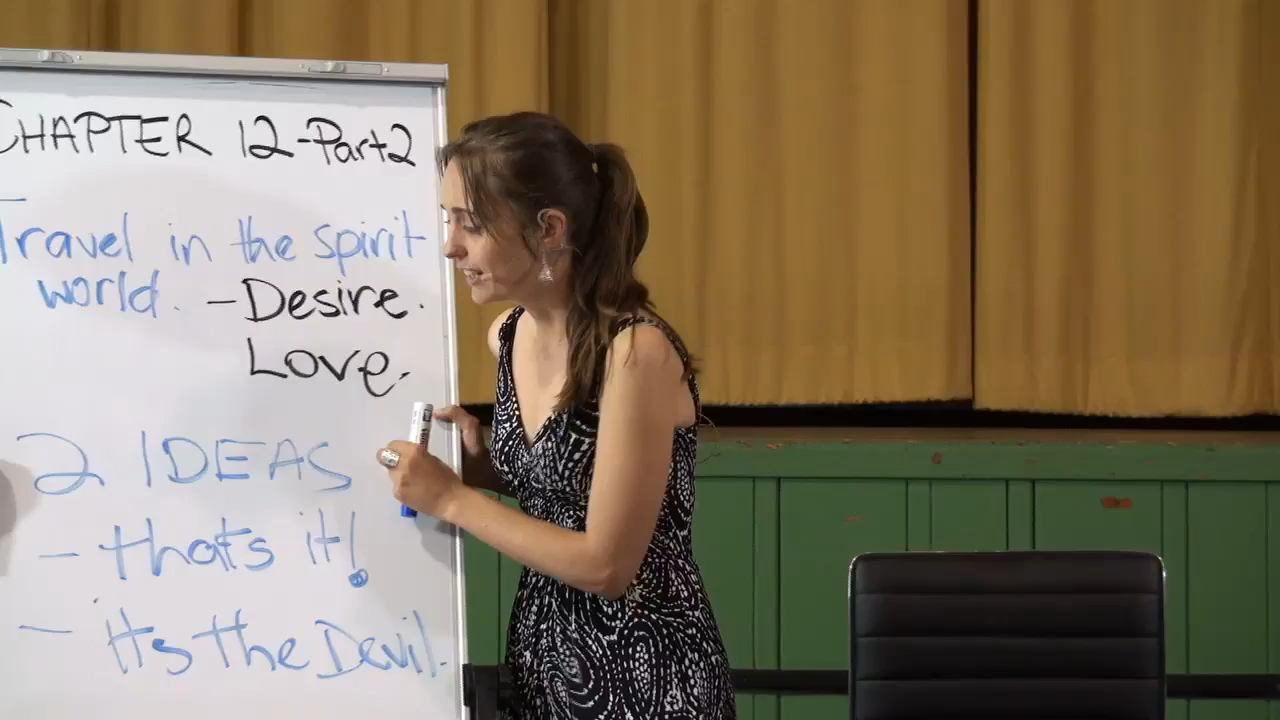 CHAPTER 12-Part2
Travel in the spirit
world. - Desire.
Love.
2 IDEAS
- thats it!
- its the Devil.